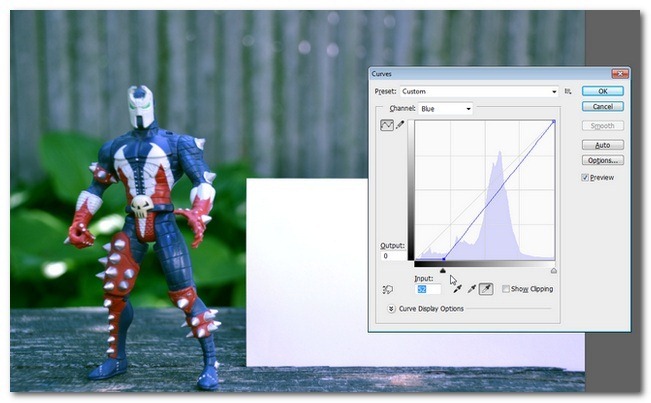 Curves
Preset: Custom
OK
Channel: Blue
Cancel
Smooth
Auto
Options...
Preview
Output:
0
Input:
52
Show Clipping
Curve Display Options